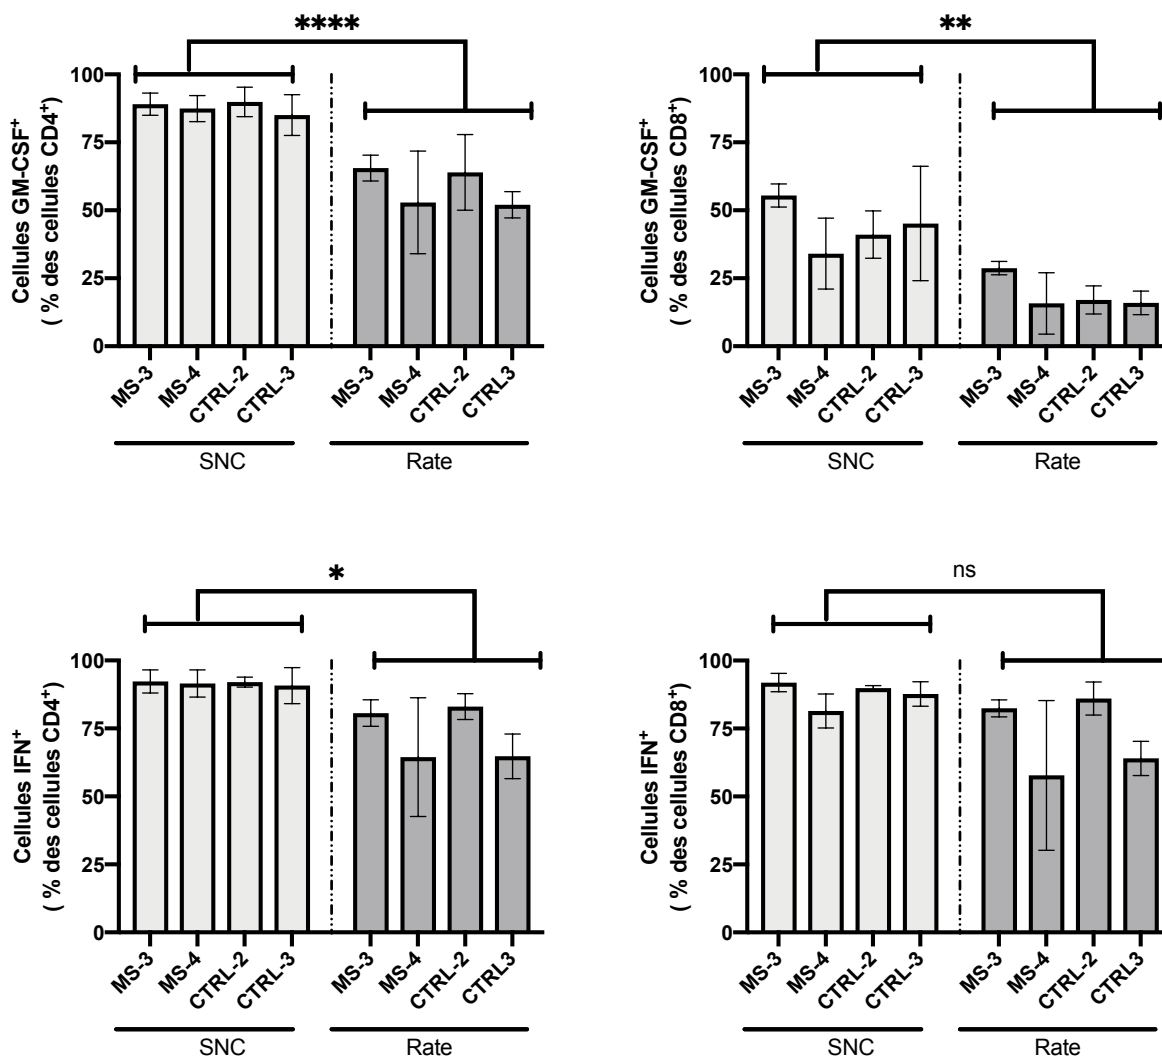 ****
Cellules GM-CSF⁺
( % des cellules CD4⁺)
100
75
50
25
0
MS-3
MS-4
CTRL-2
CTRL-3
MS-3
MS-4
CTRL-2
CTRL3
SNC
Rate
**
Cellules GM-CSF⁺
( % des cellules CD8⁺)
100
75
50
25
0
MS-3
MS-4
CTRL-2
CTRL-3
MS-3
MS-4
CTRL-2
CTRL3
SNC
Rate
*
Cellules IFN⁺
( % des cellules CD4⁺)
100
75
50
25
0
MS-3
MS-4
CTRL-2
CTRL-3
MS-3
MS-4
CTRL-2
CTRL3
SNC
Rate
ns
Cellules IFN⁺
( % des cellules CD8⁺)
100
75
50
25
0
MS-3
MS-4
CTRL-2
CTRL-3
MS-3
MS-4
CTRL-2
CTRL3
SNC
Rate